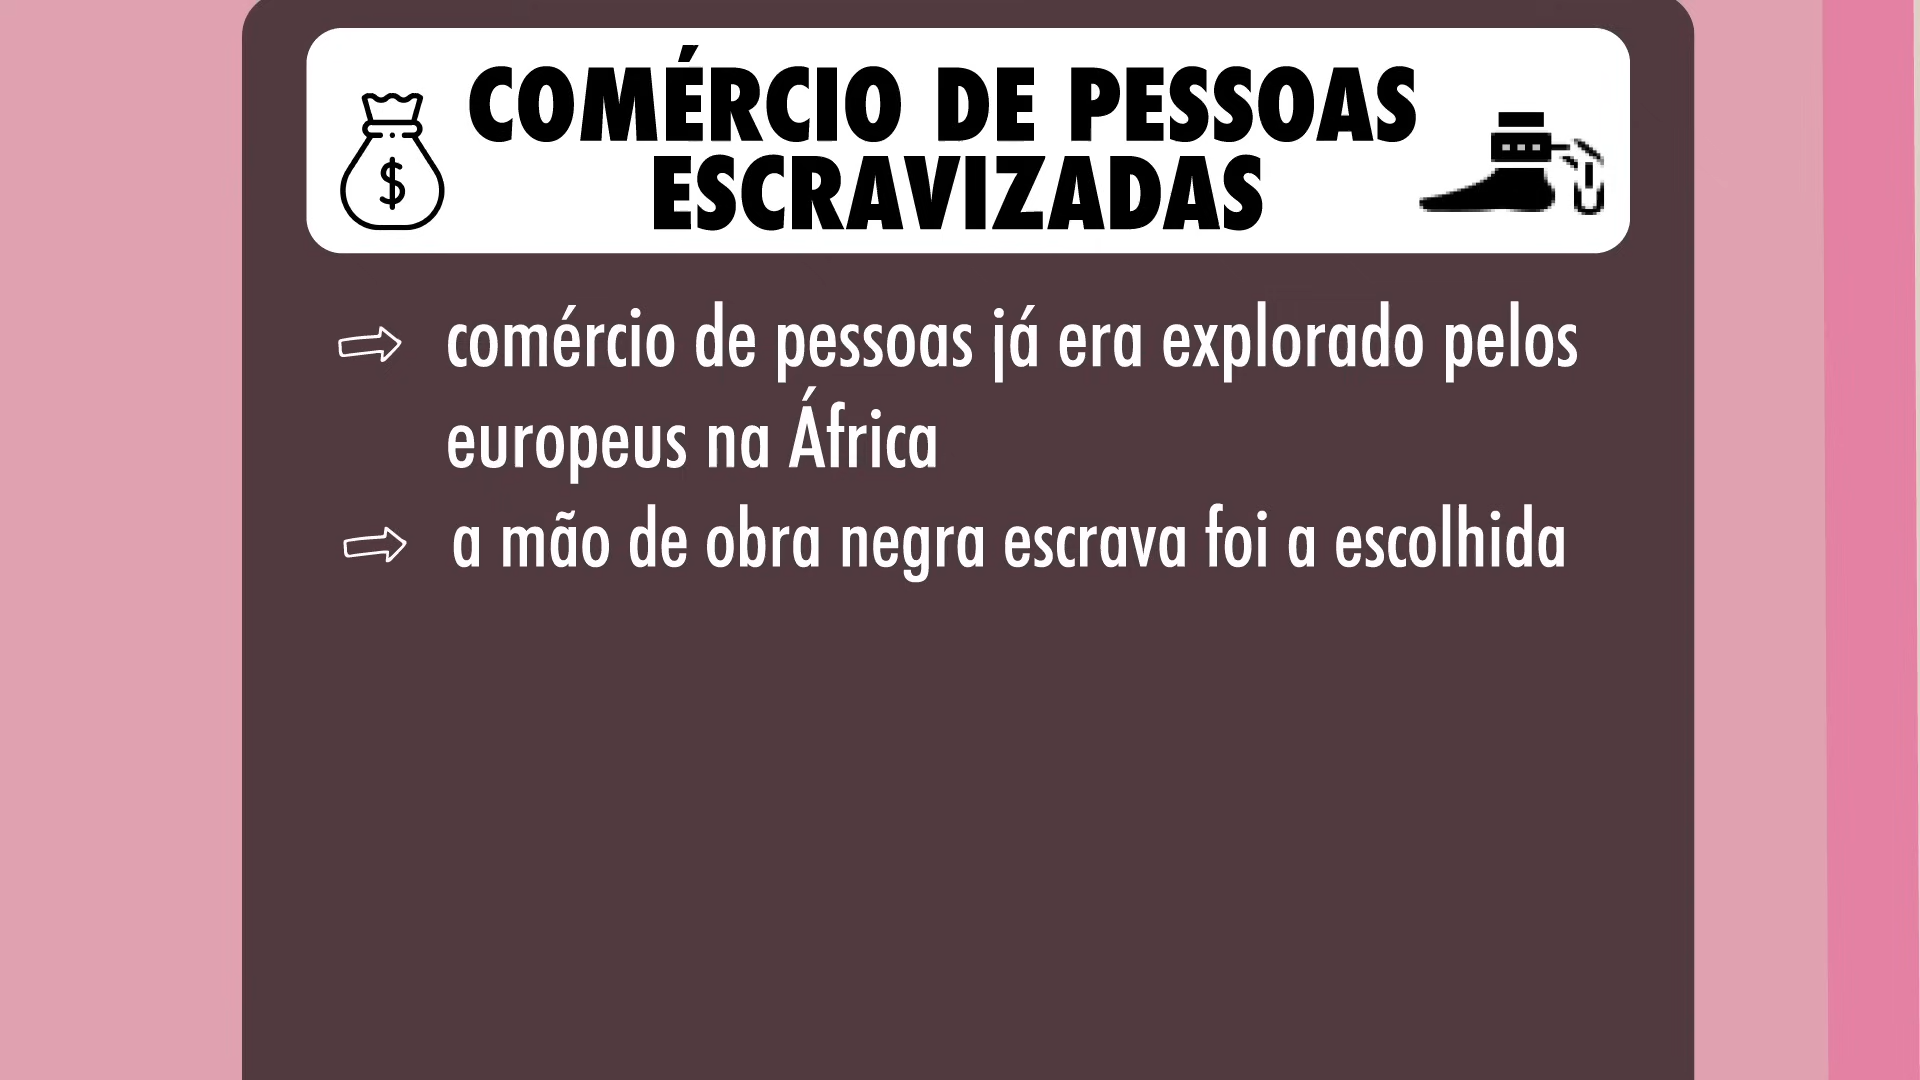 COMÉRCIO DE PESSOAS
ESCRAVIZADAS
$
comércio de pessoas já era explorado pelos
europeus na África
a mão de obra negra escrava foi a escolhida